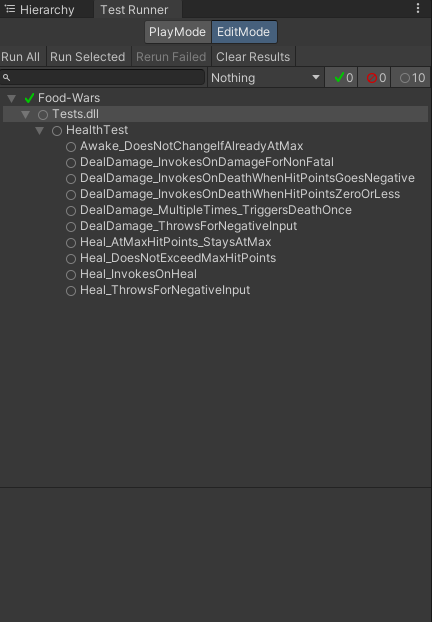 Hierarchy Test Runner
PlayMode EditMode
Run All Rerun Selected Rerun Failed Clear Results
Nothing 0 0 10
Food-Wars
Tests.dll
HealthTest
Awake_DoesNotChangeIfAlreadyAtMax
DealDamage_InvokesOnDamageForNonFatal
DealDamage_InvokesOnDeathWhenHitPointsGoesNegative
DealDamage_InvokesOnDeathWhenHitPointsZeroOrLess
DealDamage_MultipleTimes_TriggersDeathOnce
DealDamage_ThrowsForNegativeInput
Heal_AtMaxHitPoints_StaysAtMax
Heal_DoesNotExceedMaxHitPoints
Heal_InvokesOnHeal
Heal_ThrowsForNegativeInput